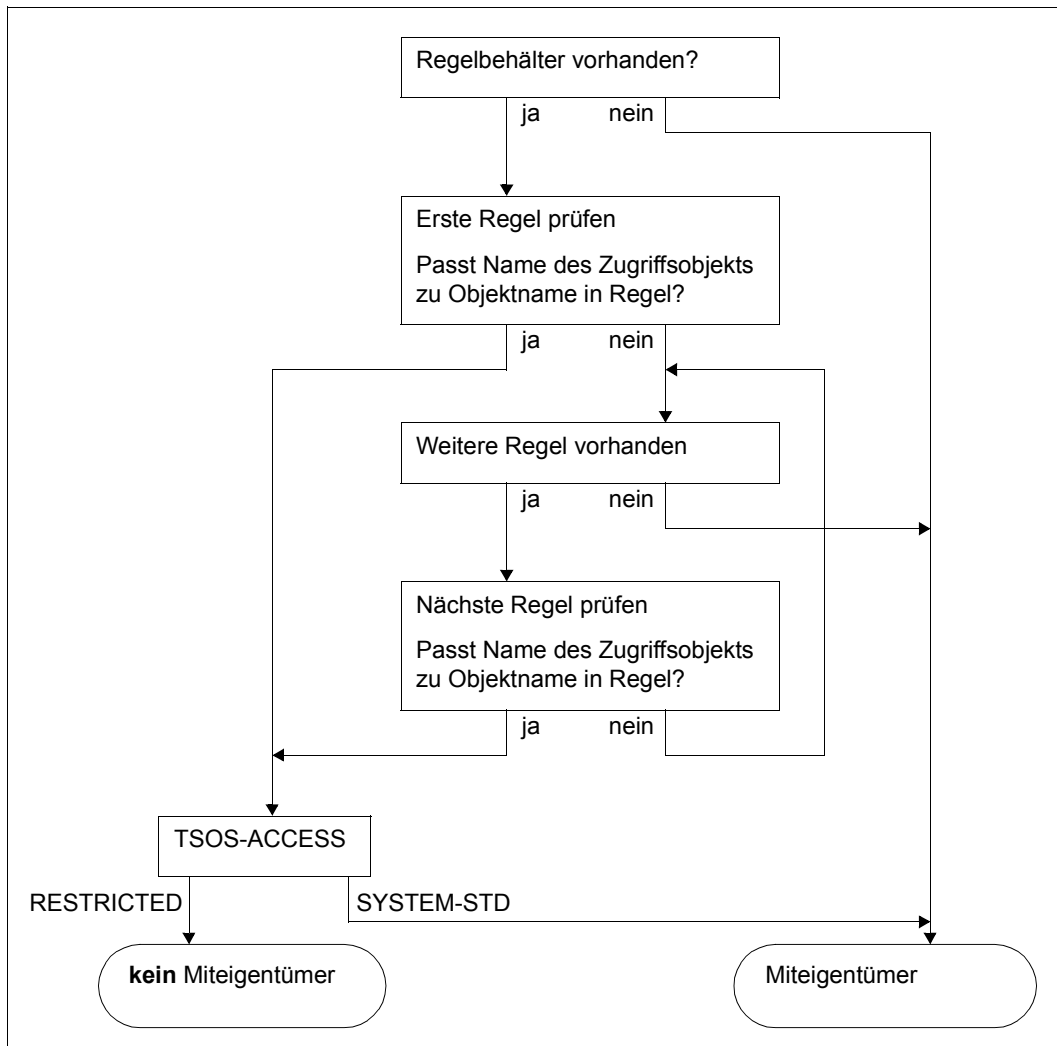 Regelbehälter vorhanden?
ja nein
Erste Regel prüfen
Passt Name des Zugriffsobjekts
zu Objektname in Regel?
ja nein
Weitere Regel vorhanden
ja nein
Nächste Regel prüfen
Passt Name des Zugriffsobjekts
zu Objektname in Regel?
ja nein
TSOS-ACCESS
RESTRICTED SYSTEM-STD
kein Miteigentümer Miteigentümer